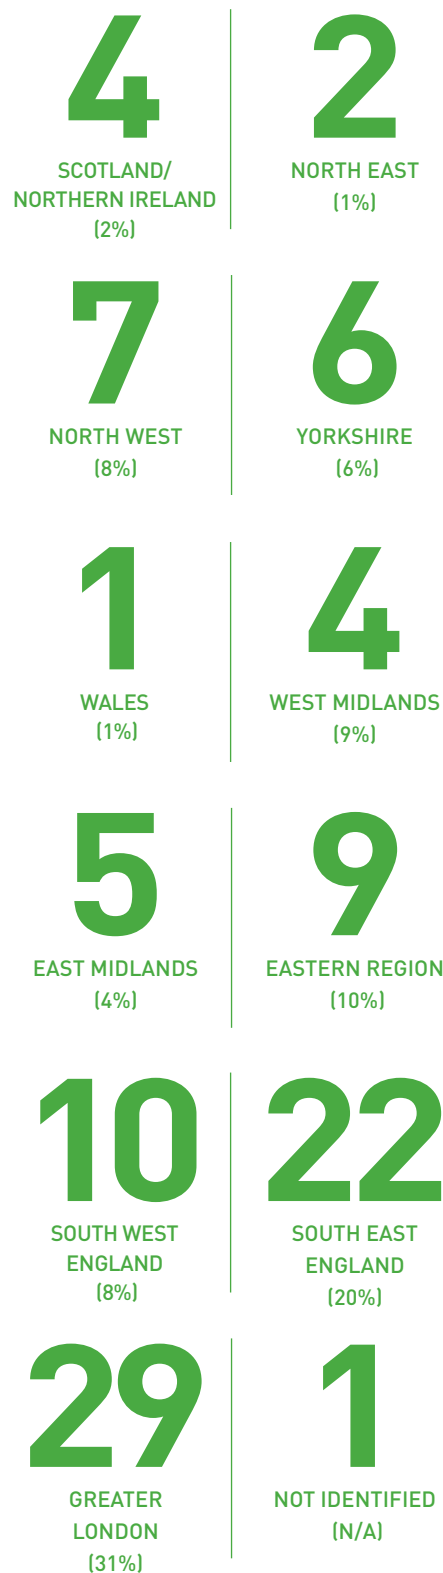 4
SCOTLAND/
NORTHERN IRELAND
(2%)
2
NORTH EAST
(1%)
7
NORTH WEST
(8%)
6
YORKSHIRE
(6%)
1
WALES
(1%)
4
WEST MIDLANDS
(9%)
5
EAST MIDLANDS
(4%)
9
EASTERN REGION
(10%)
10
SOUTH WEST
ENGLAND
(8%)
22
SOUTH EAST
ENGLAND
(20%)
29
GREATER
LONDON
(31%)
1
NOT IDENTIFIED
(N/A)